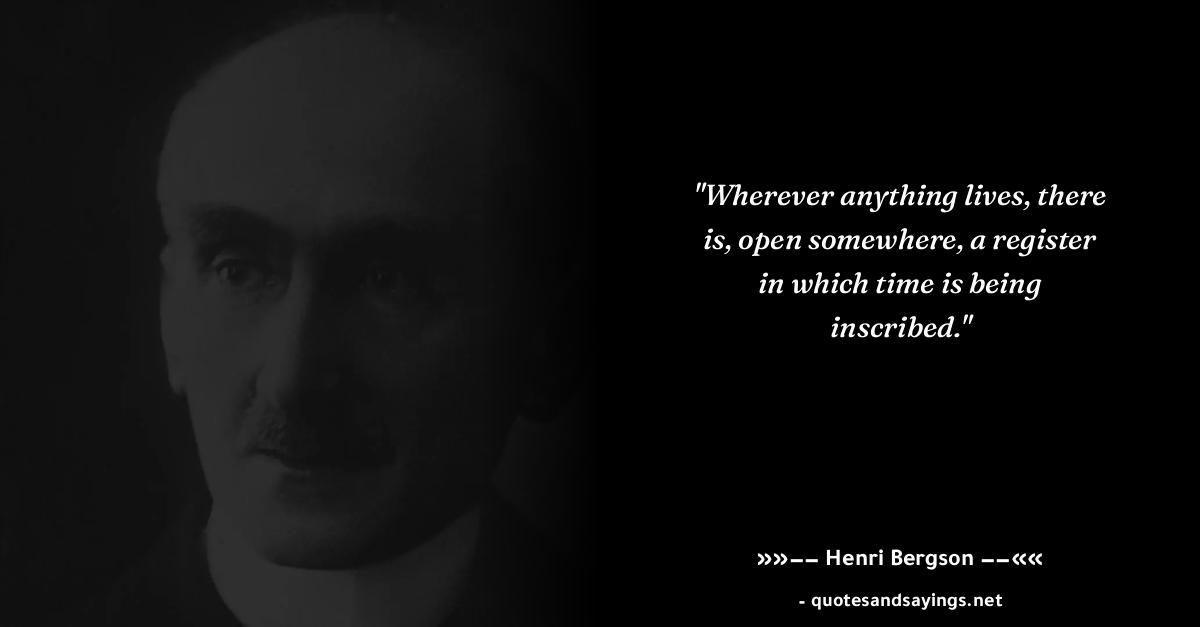 "Wherever anything lives, there
is, open somewhere, a register
in which time is being
inscribed."
»»–– Henri Bergson ––««
- quotesandsayings.net